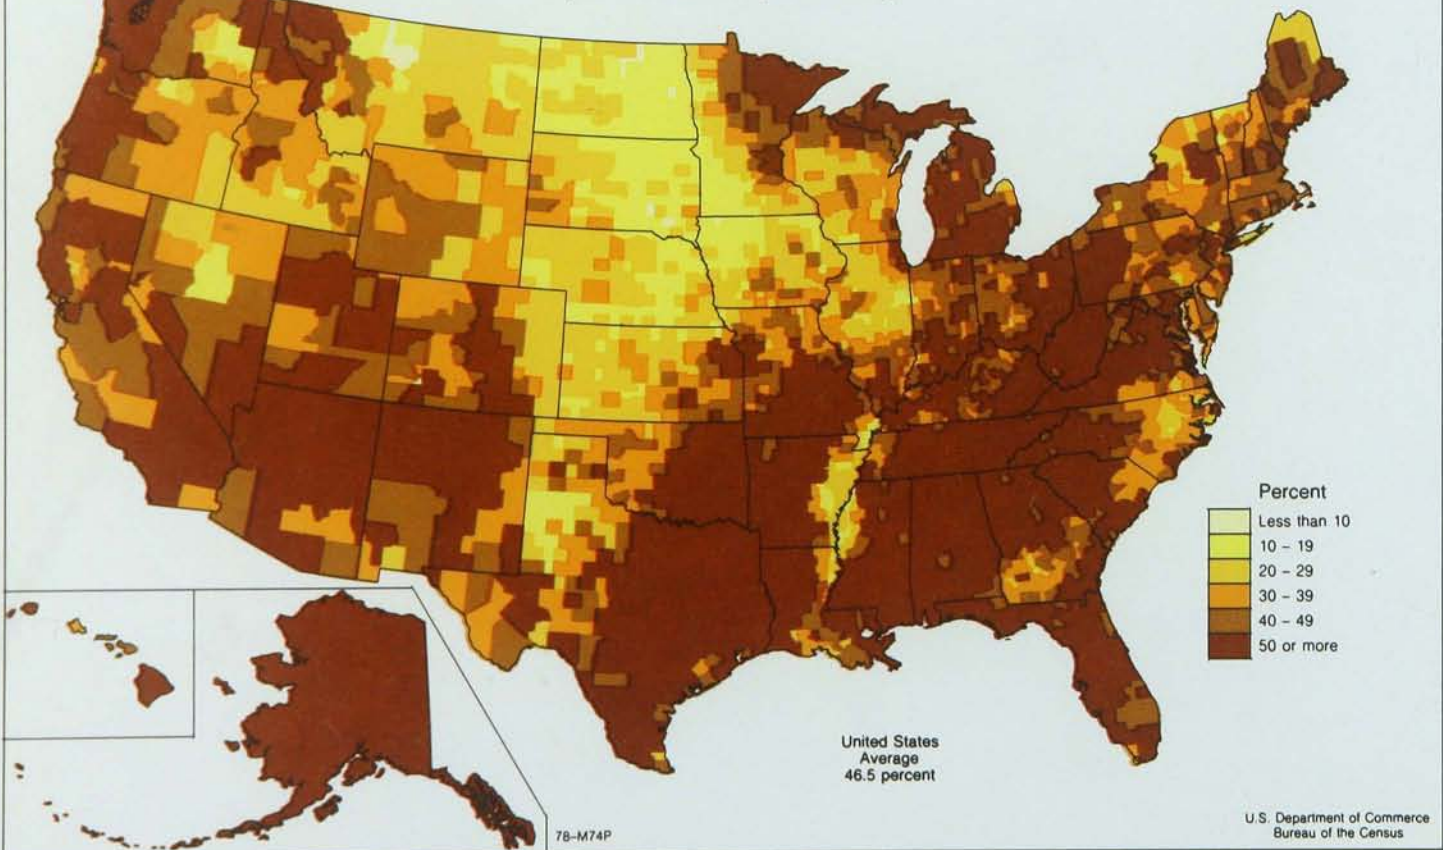 Percent
Less than 10
10 – 19
20 – 29
30 – 39
40 – 49
50 or more
United States
Average
46.5 percent
78–M74P
U.S. Department of Commerce
Bureau of the Census